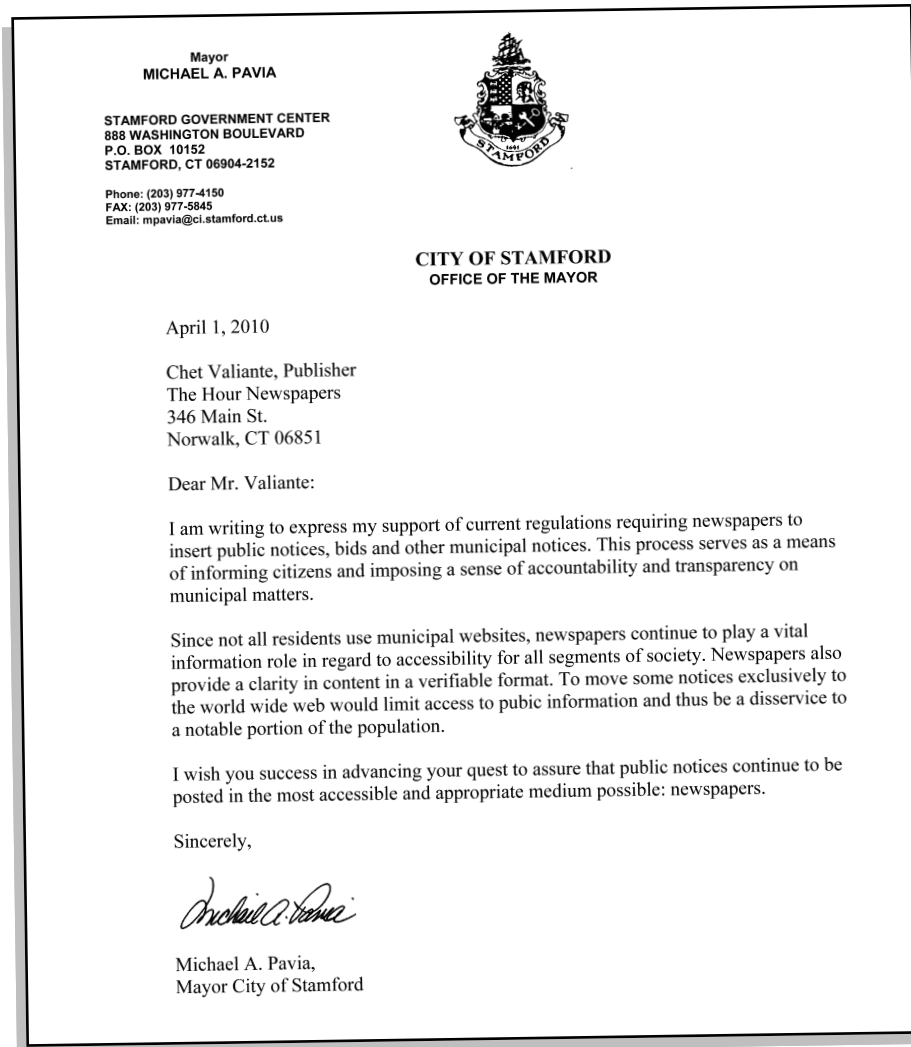 Mayor
MICHAEL A. PAVIA
STAMFORD GOVERNMENT CENTER
888 WASHINGTON BOULEVARD
P.O. BOX 10152
STAMFORD, CT 06904-2152
Phone: (203) 977-4150
FAX: (203) 977-5845
Email: mpavia@ci.stamford.ct.us
1641
STAMFORD
CITY OF STAMFORD
OFFICE OF THE MAYOR
April 1, 2010
Chet Valiante, Publisher
The Hour Newspapers
346 Main St.
Norwalk, CT 06851
Dear Mr. Valiante:
I am writing to express my support of current regulations requiring newspapers to
insert public notices, bids and other municipal notices. This process serves as a means
of informing citizens and imposing a sense of accountability and transparency on
municipal matters.
Since not all residents use municipal websites, newspapers continue to play a vital
information role in regard to accessibility for all segments of society. Newspapers also
provide a clarity in content in a verifiable format. To move some notices exclusively to
the world wide web would limit access to pubic information and thus be a disservice to
a notable portion of the population.
I wish you success in advancing your quest to assure that public notices continue to be
posted in the most accessible and appropriate medium possible: newspapers.
Sincerely,
Michael A. Pavia
Michael A. Pavia,
Mayor City of Stamford